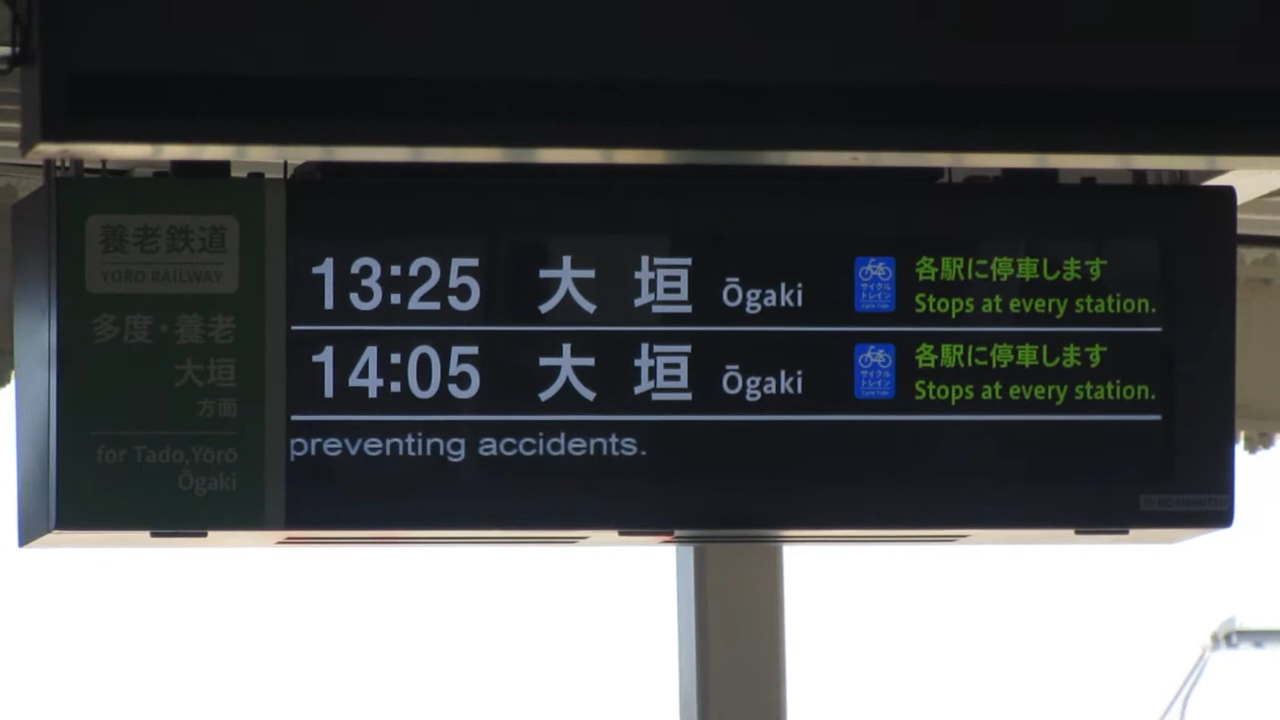 養老鉄道
YORO RAILWAY
多度・養老
大垣
方面
for Tado,Yōrō
Ōgaki
13:25 大垣 Ōgaki サイクルトレイン 各駅に停車します
Stops at every station.
14:05 大垣 Ōgaki サイクルトレイン 各駅に停車します
Stops at every station.
preventing accidents.